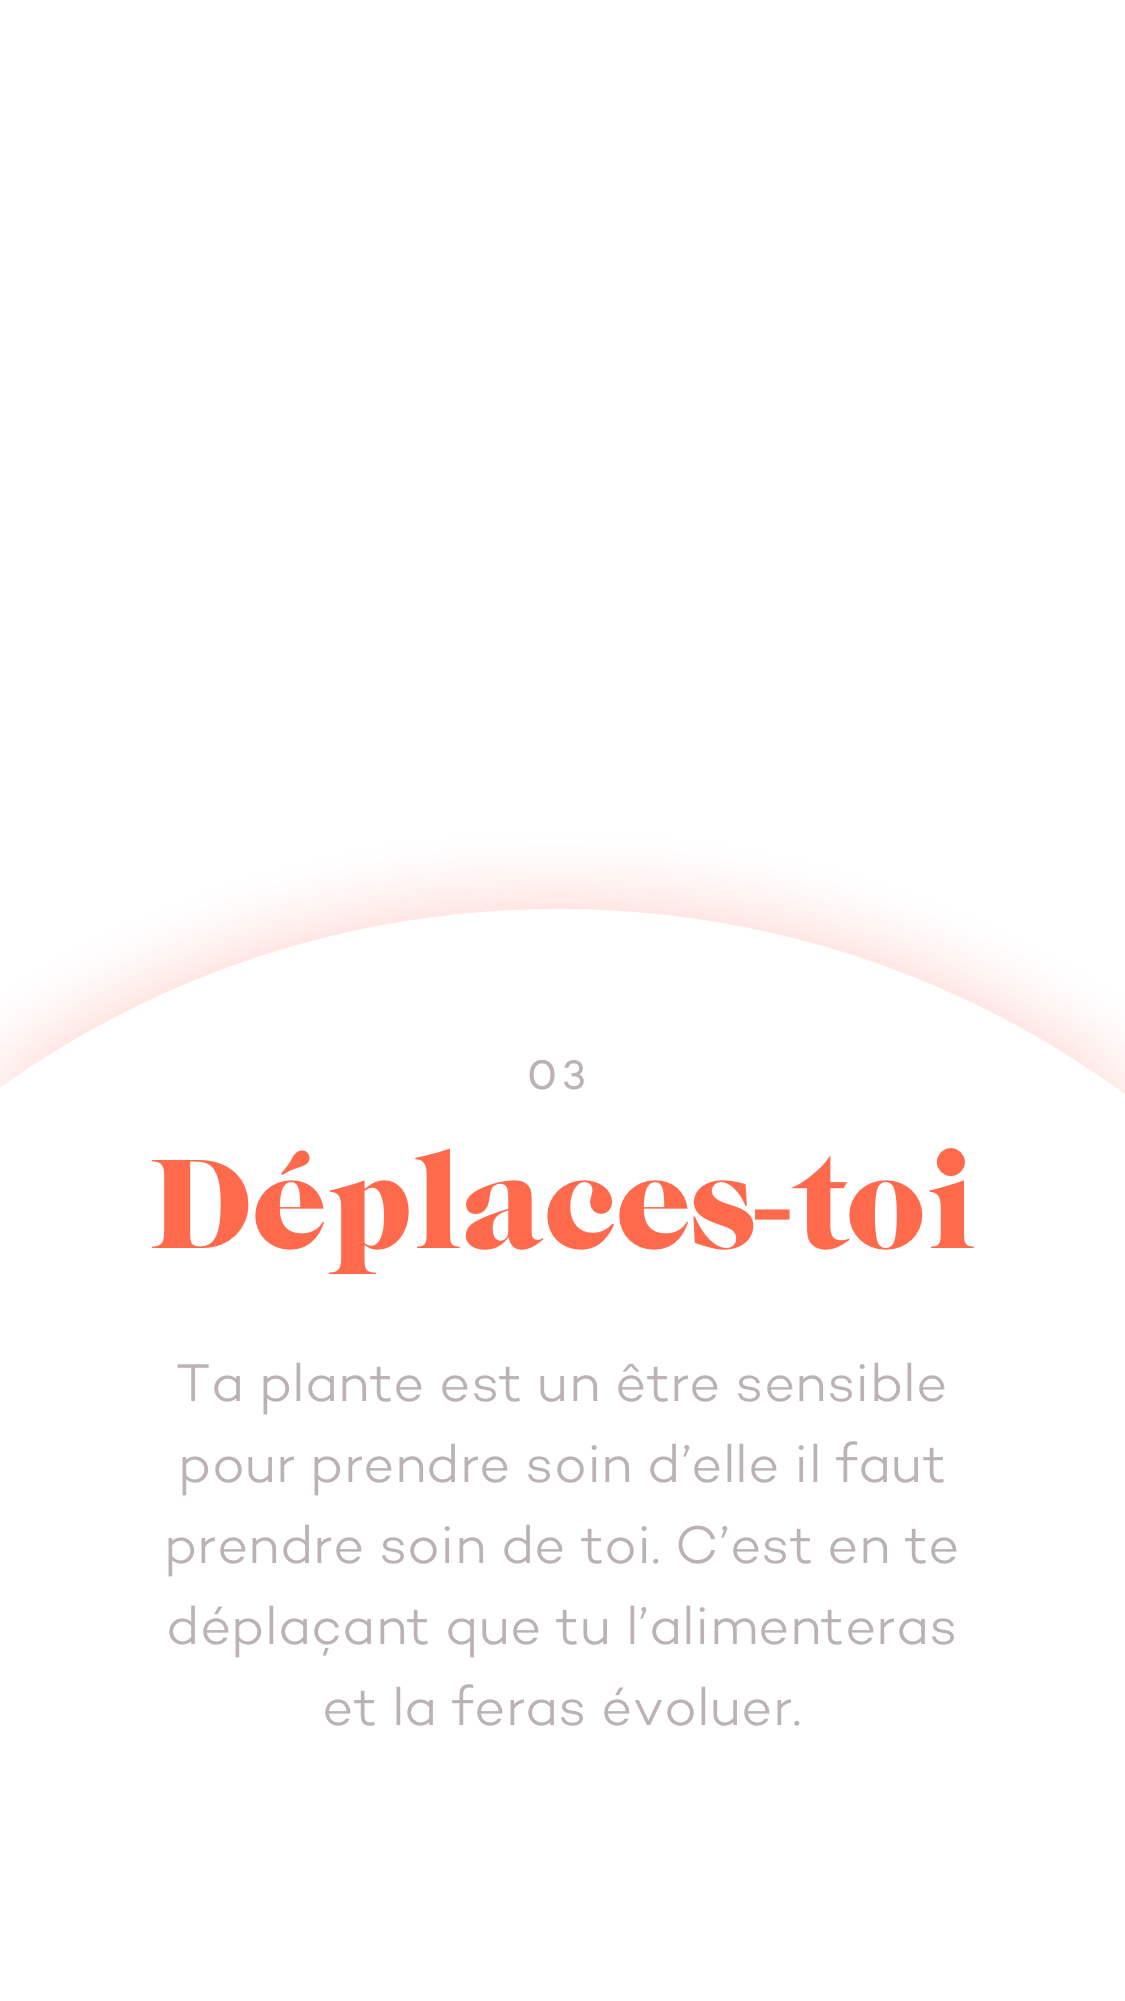 03
Déplaces-toi
Ta plante est un être sensible
pour prendre soin d’elle il faut
prendre soin de toi. C’est en te
déplaçant que tu l’alimenteras
et la feras évoluer.